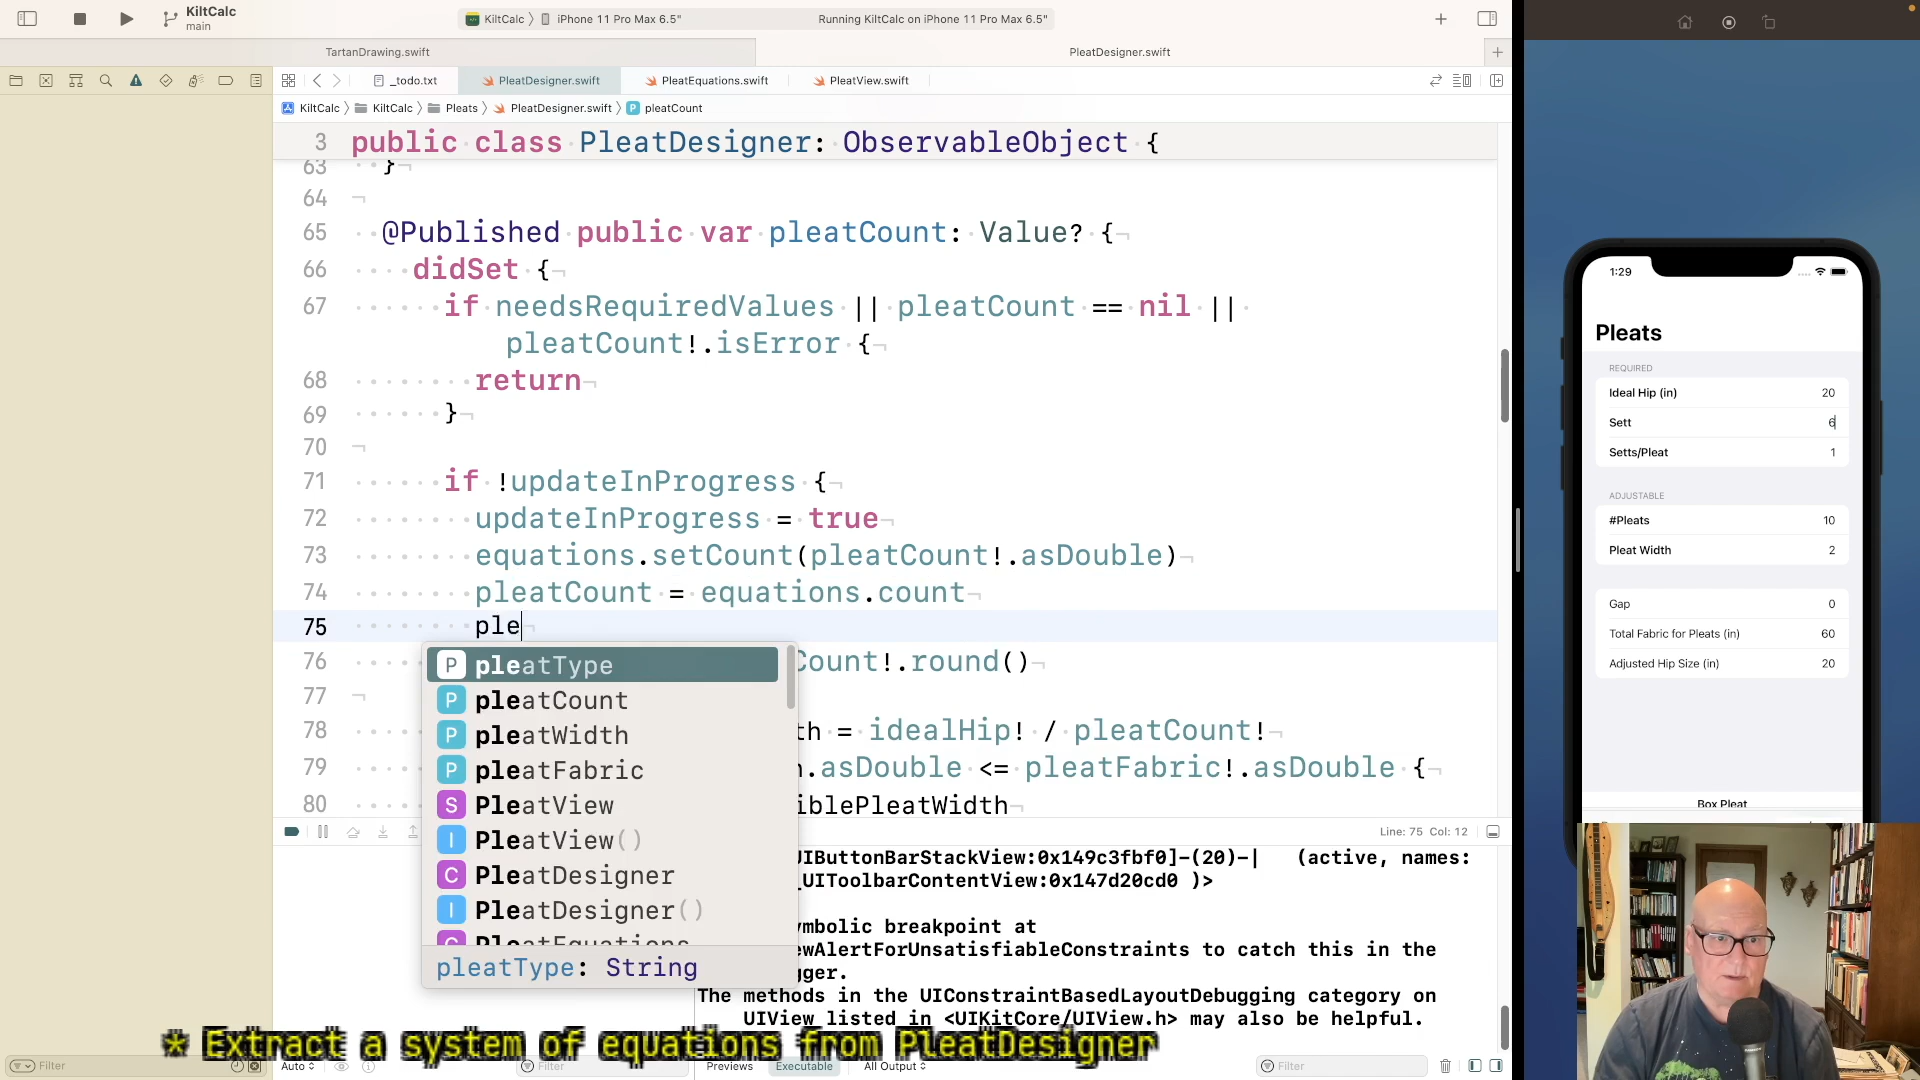 KiltCalc
main
KiltCalc
iPhone 11 Pro Max 6.5"
Running KiltCalc on iPhone 11 Pro Max 6.5"
TartanDrawing.swift
PleatDesigner.swift
_todo.txt
PleatDesigner.swift
PleatEquations.swift
PleatView.swift
KiltCalc
KiltCalc
Pleats
PleatDesigner.swift
pleatCount
3 public class PleatDesigner: ObservableObject {
63 }
64
65 @Published public var pleatCount: Value? {
66 didSet {
67 if needsRequiredValues || pleatCount == nil ||
pleatCount!.isError {
68 return
69 }
70
71 if !updateInProgress {
72 updateInProgress = true
73 equations.setCount(pleatCount!.asDouble)
74 pleatCount = equations.count
75 ple
76 Count!.round()
77
78 th = idealHip! / pleatCount!
79 .asDouble <= pleatFabric!.asDouble {
80 iblePleatWidth
P pleatType
P pleatCount
P pleatWidth
P pleatFabric
S PleatView
I PleatView()
C PleatDesigner
I PleatDesigner()
C PleatEquations
pleatType: String
Line: 75 Col: 12
UIButtonBarStackView:0x149c3fbf0]-(20)-| (active, names:
_UIToolbarContentView:0x147d20cd0 )>
ymbolic breakpoint at
ewAlertForUnsatisfiableConstraints to catch this in the
gger.
The methods in the UIConstraintBasedLayoutDebugging category on
UIView listed in <UIKitCore/UIView.h> may also be helpful.
* Extract a system of equations from PleatDesigner
Filter
Auto
Filter
Previews
Executable
All Output
Filter
1:29
Pleats
REQUIRED
Ideal Hip (in) 20
Sett 6
Setts/Pleat 1
ADJUSTABLE
#Pleats 10
Pleat Width 2
Gap 0
Total Fabric for Pleats (in) 60
Adjusted Hip Size (in) 20
Box Pleat